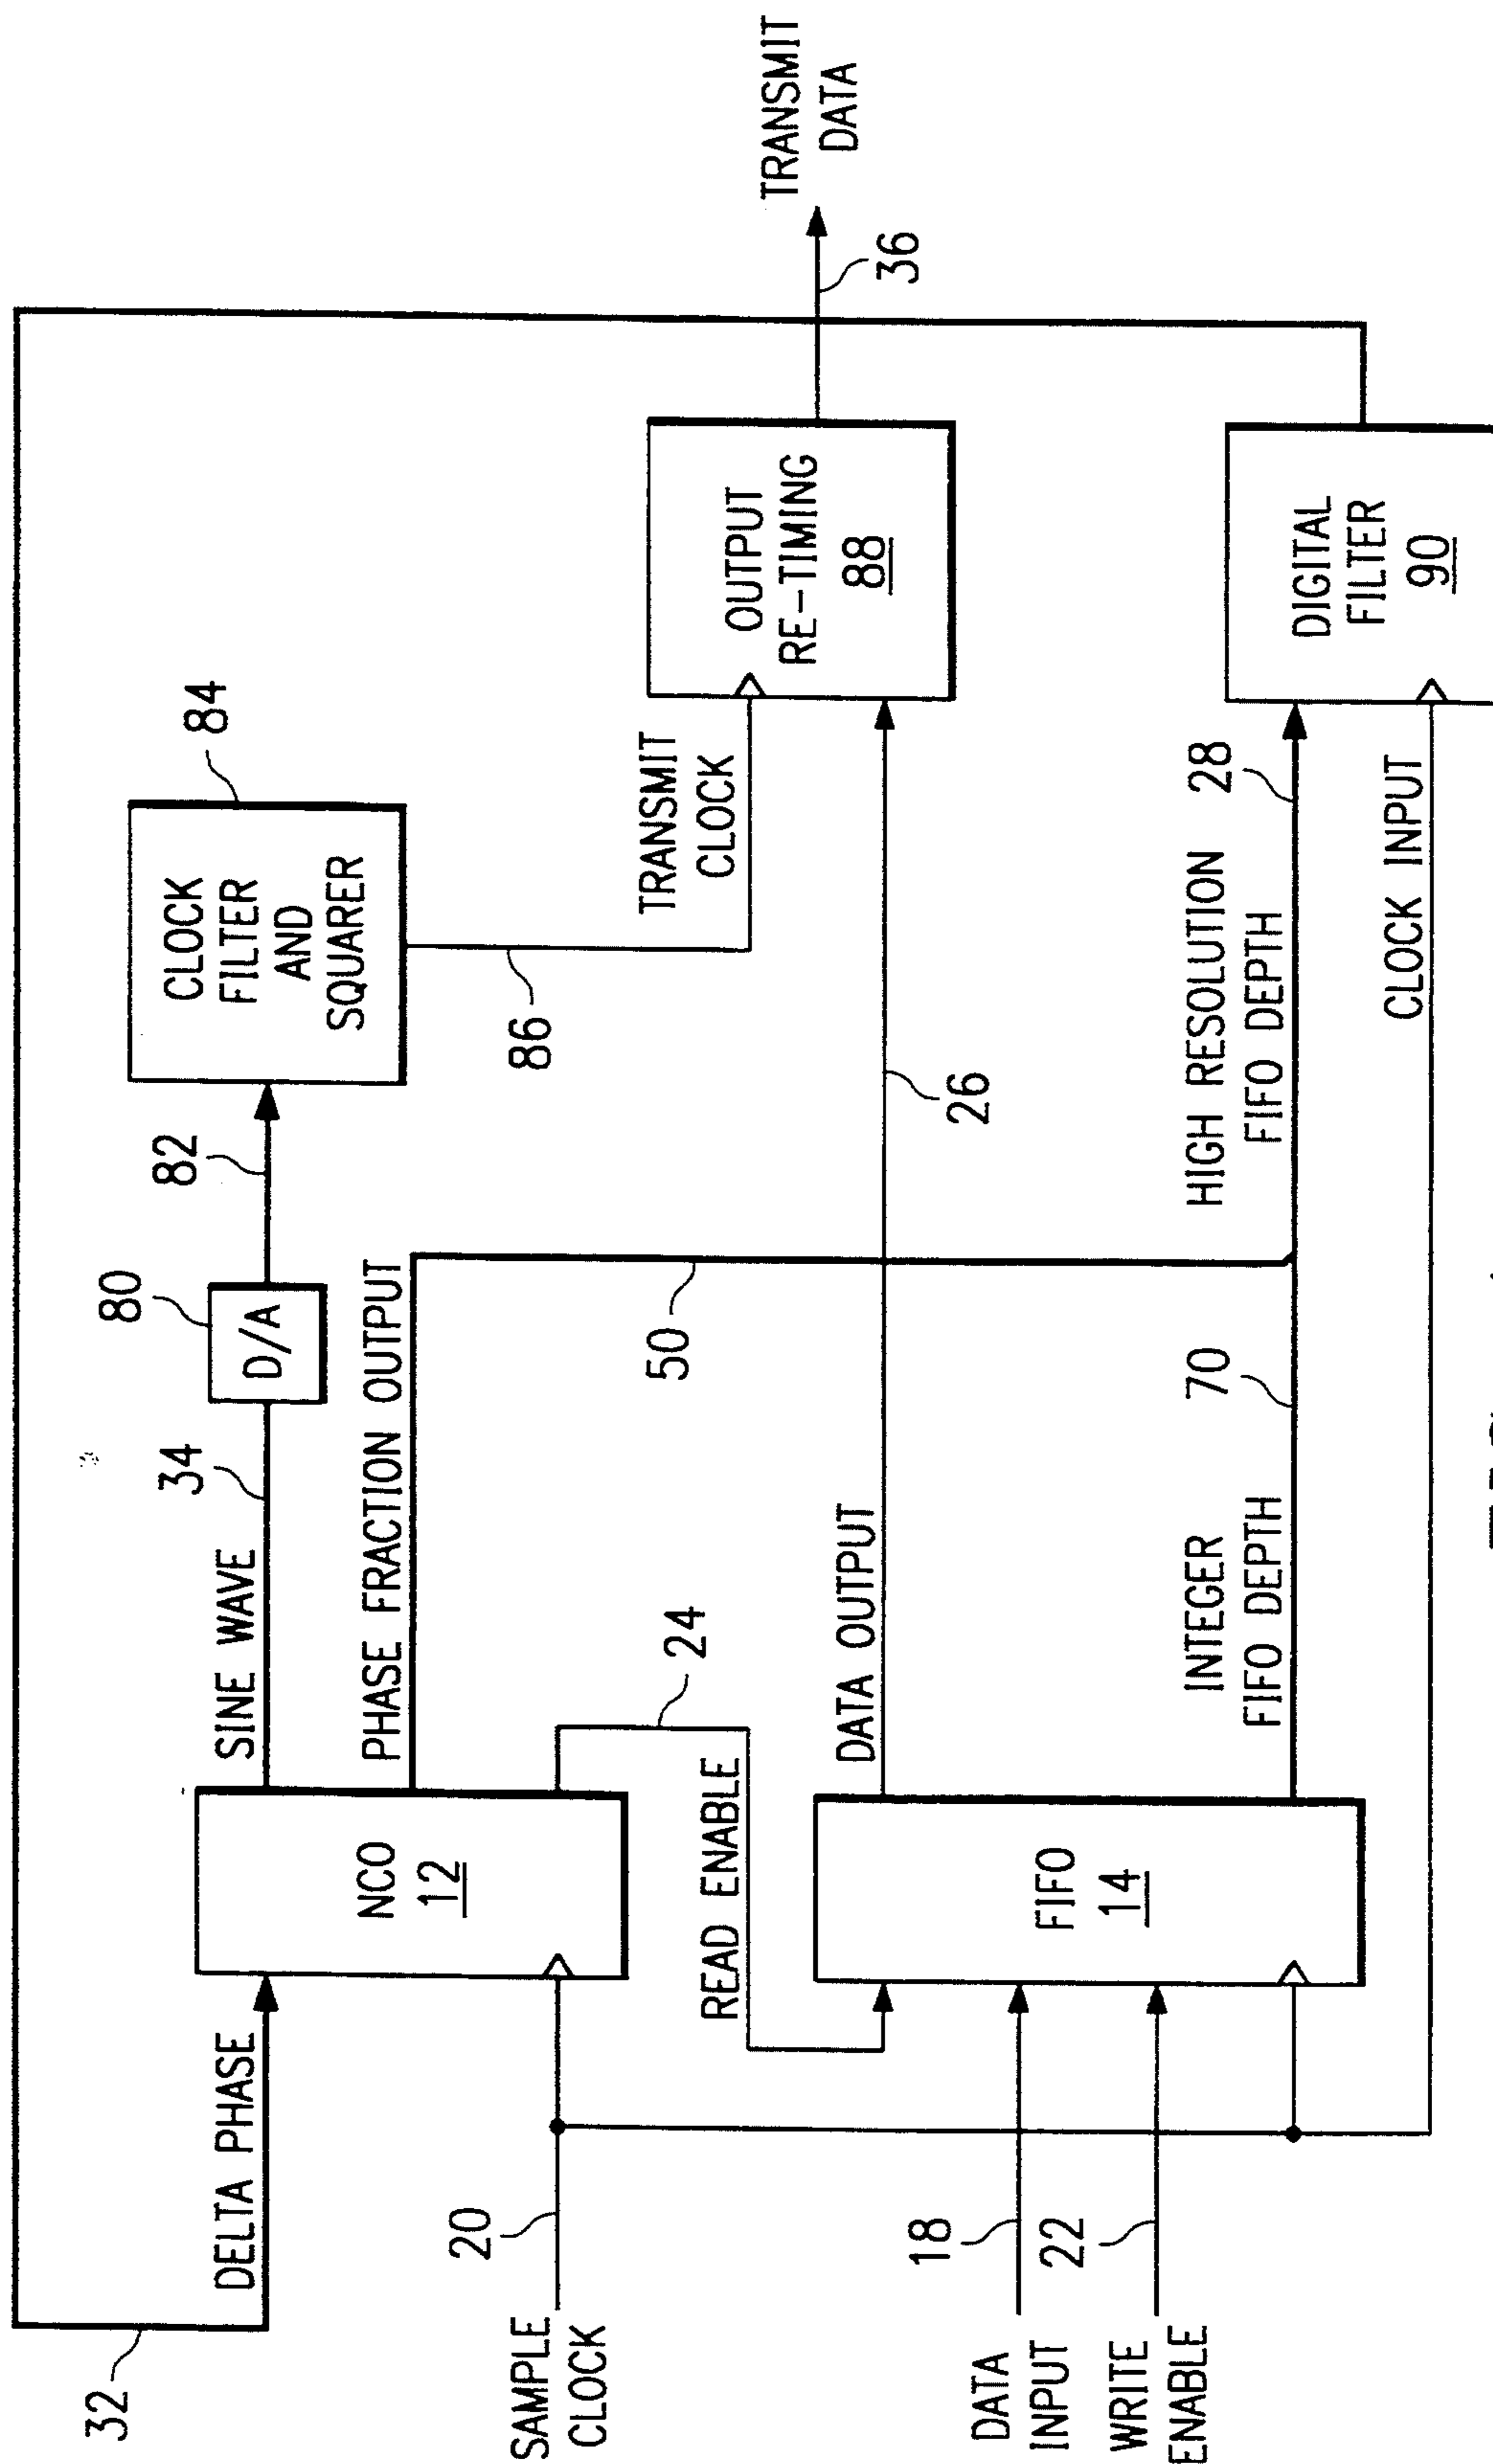 32
DELTA PHASE
SINE WAVE
34
80
D/A
82
CLOCK
FILTER
AND
SQUARER
84
PHASE FRACTION OUTPUT
NCO
12
20
SAMPLE
CLOCK
24
READ ENABLE
50
86
TRANSMIT
CLOCK
OUTPUT
RE-TIMING
88
TRANSMIT
DATA
36
DATA OUTPUT
26
18
DATA
INPUT
22
WRITE
ENABLE
FIFO
14
INTEGER
FIFO DEPTH
70
HIGH RESOLUTION
FIFO DEPTH
28
CLOCK INPUT
DIGITAL
FILTER
90